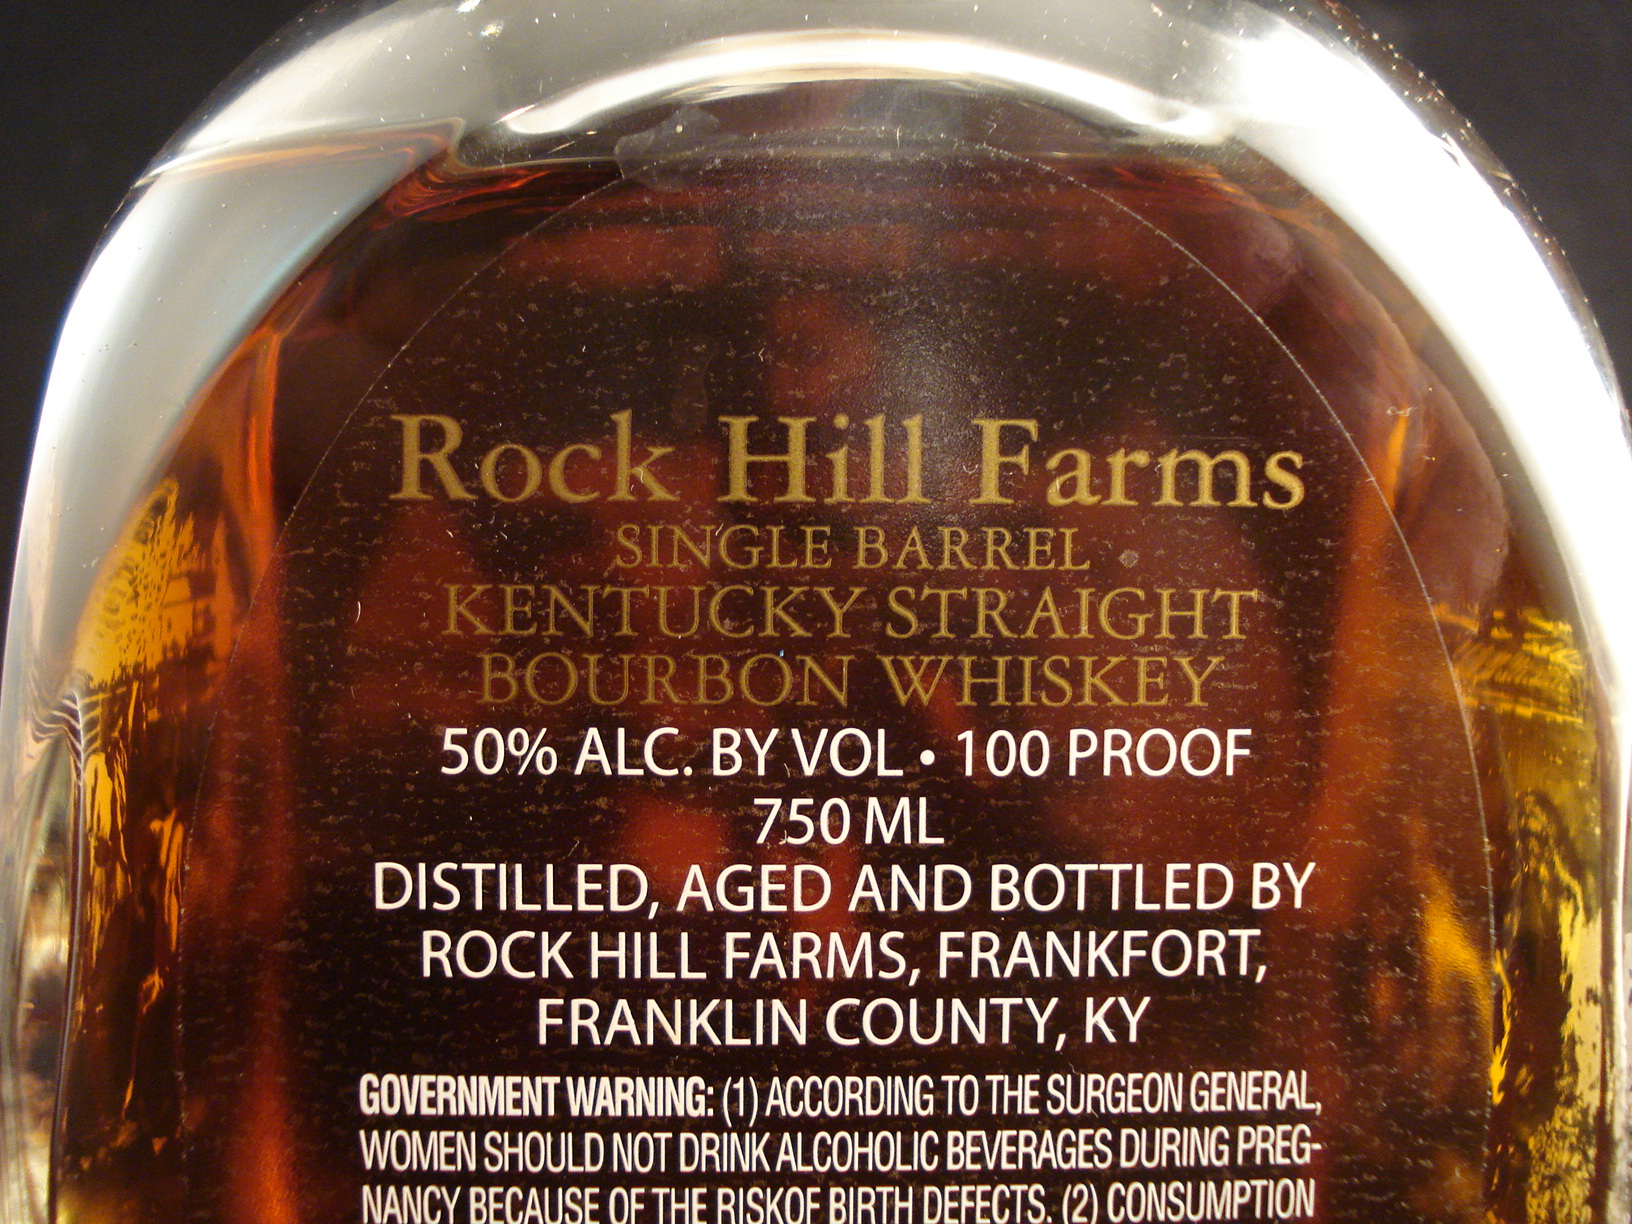 Rock Hill Farms
SINGLE BARREL
KENTUCKY STRAIGHT
BOURBON WHISKEY
50% ALC. BY VOL • 100 PROOF
750 ML
DISTILLED, AGED AND BOTTLED BY
ROCK HILL FARMS, FRANKFORT,
FRANKLIN COUNTY, KY
GOVERNMENT WARNING: (1) ACCORDING TO THE SURGEON GENERAL,
WOMEN SHOULD NOT DRINK ALCOHOLIC BEVERAGES DURING PREG-
NANCY BECAUSE OF THE RISKOF BIRTH DEFECTS. (2) CONSUMPTION